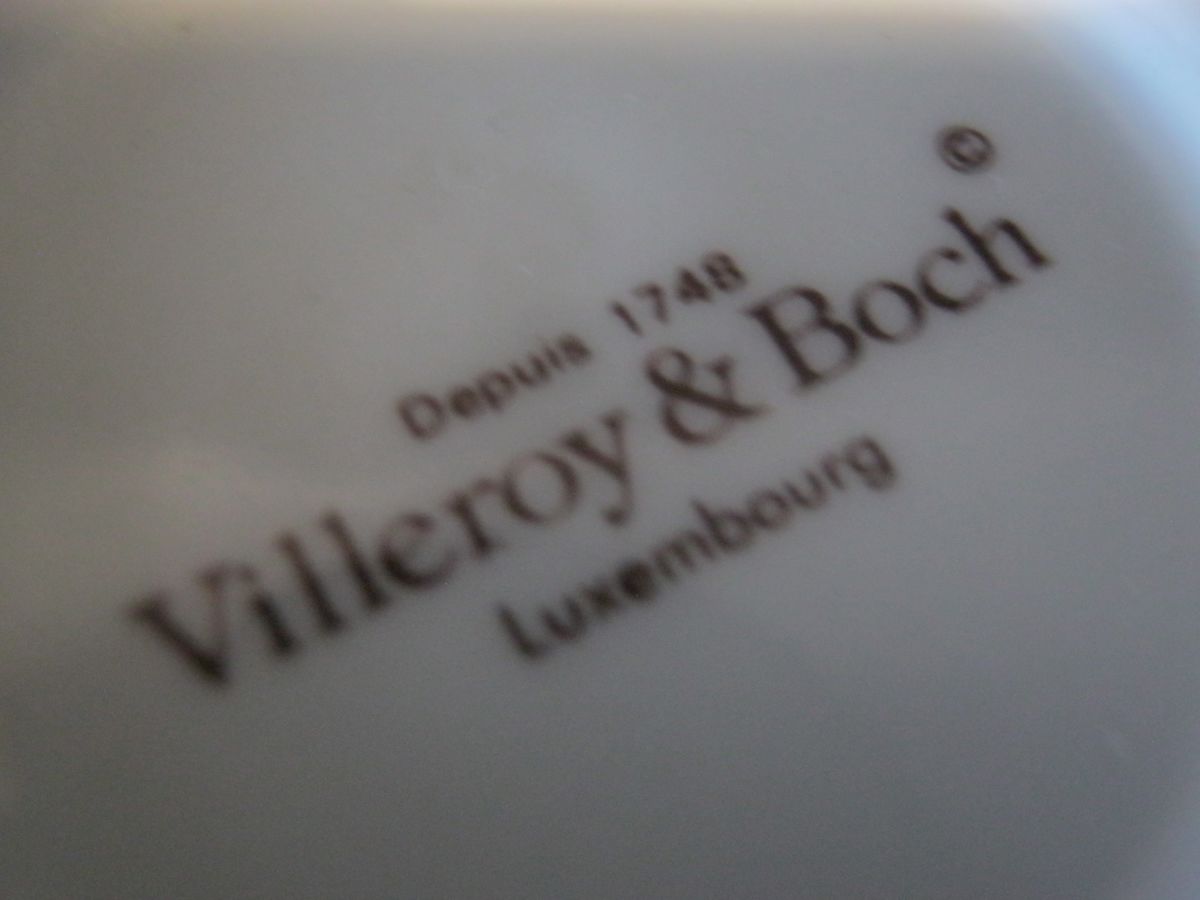 ©
Depuis 1748
Villeroy & Boch
Luxembourg